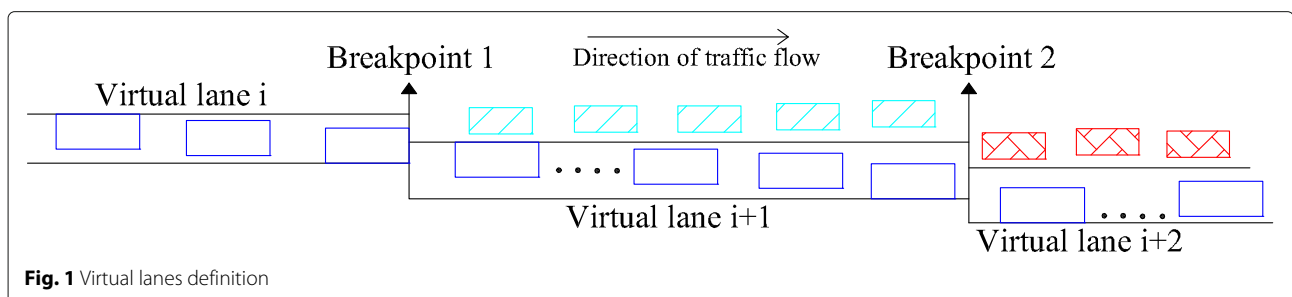 Breakpoint 1
Direction of traffic flow
Breakpoint 2
Virtual lane i
Virtual lane i+1
Virtual lane i+2
Fig. 1 Virtual lanes definition